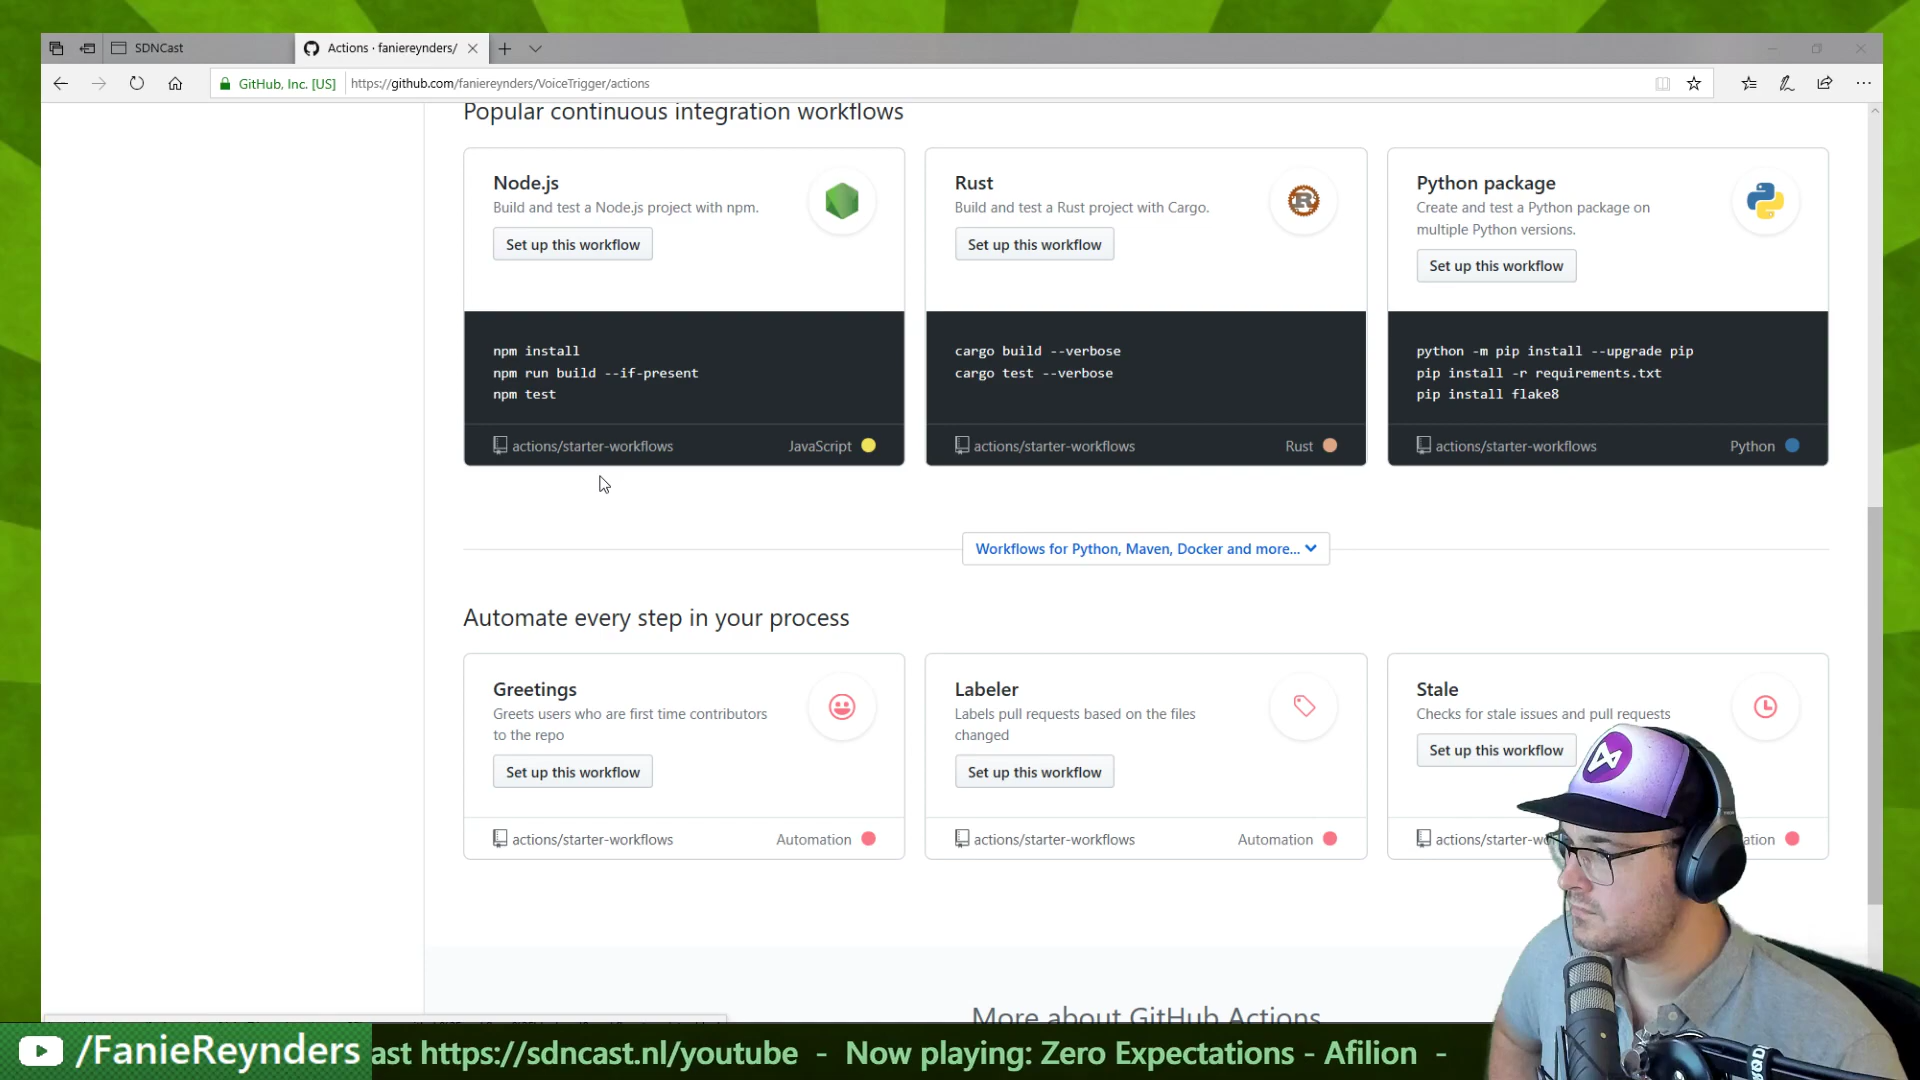 SDNCast
Actions · faniereynders/
GitHub, Inc. [US]
https://github.com/faniereynders/VoiceTrigger/actions
Popular continuous integration workflows
Node.js
Build and test a Node.js project with npm.
Set up this workflow
npm install
npm run build --if-present
npm test
actions/starter-workflows
JavaScript
Rust
Build and test a Rust project with Cargo.
Set up this workflow
cargo build --verbose
cargo test --verbose
actions/starter-workflows
Rust
Python package
Create and test a Python package on
multiple Python versions.
Set up this workflow
python -m pip install --upgrade pip
pip install -r requirements.txt
pip install flake8
actions/starter-workflows
Python
Workflows for Python, Maven, Docker and more...
Automate every step in your process
Greetings
Greets users who are first time contributors
to the repo
Set up this workflow
actions/starter-workflows
Automation
Labeler
Labels pull requests based on the files
changed
Set up this workflow
actions/starter-workflows
Automation
Stale
Checks for stale issues and pull requests
Set up this workflow
actions/starter-wo
ation
More about GitHub Actions
/FanieReynders
ast https://sdncast.nl/youtube - Now playing: Zero Expectations - Afilion -